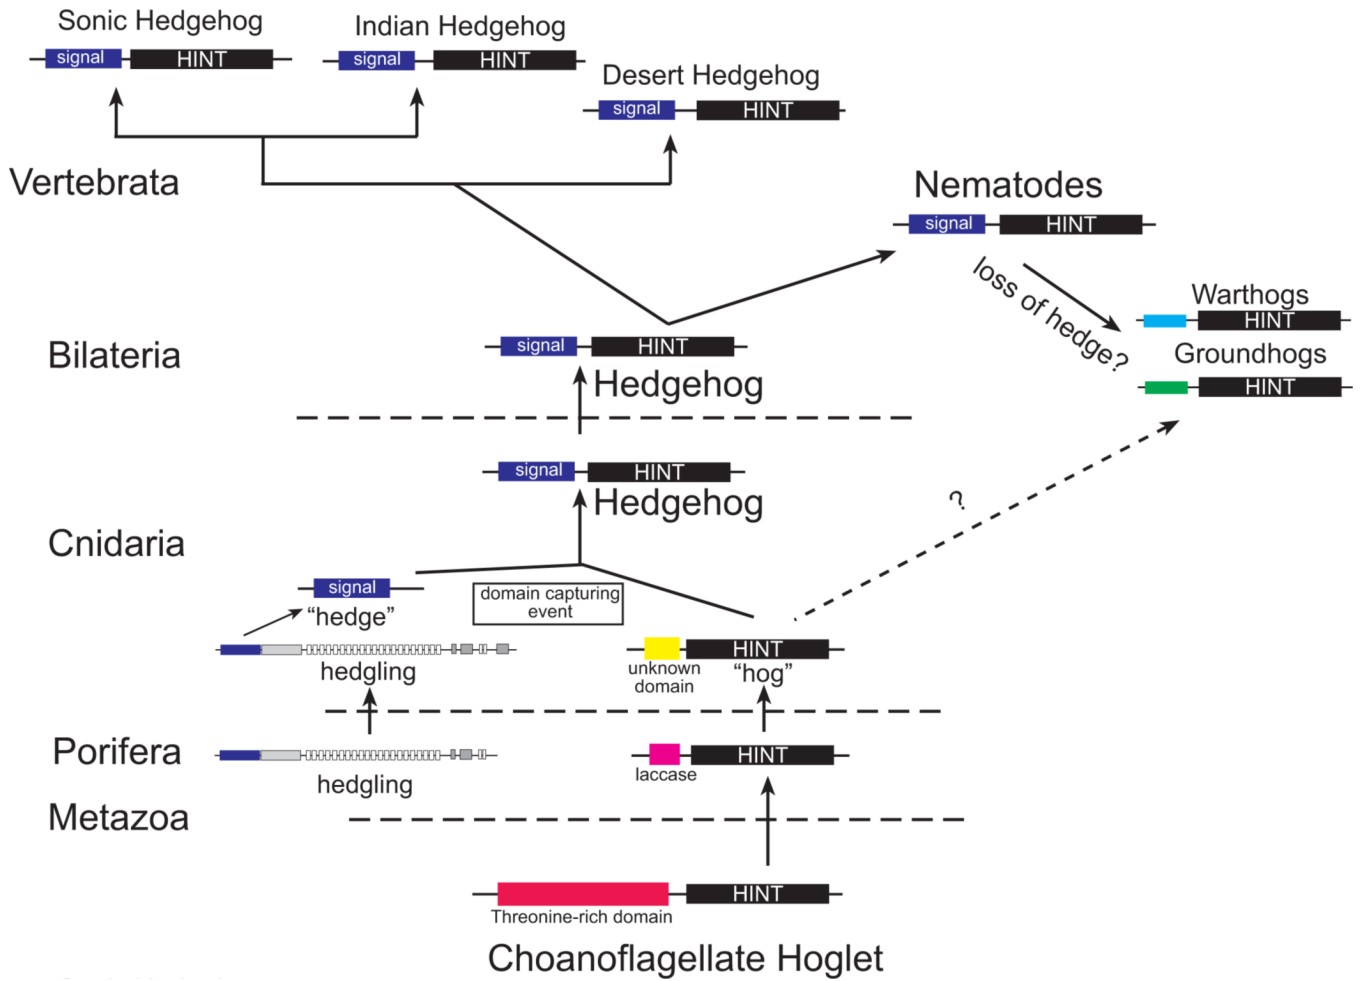 Sonic Hedgehog
signal HINT
Indian Hedgehog
signal HINT
Desert Hedgehog
signal HINT
Vertebrata
Nematodes
signal HINT
loss of hedge?
Warthogs
HINT
Groundhogs
HINT
Bilateria
signal HINT
Hedgehog
signal HINT
Hedgehog
?
Cnidaria
signal
"hedge"
domain capturing
event
hedgling
HINT
unknown
domain
"hog"
Porifera
hedgling
HINT
laccase
Metazoa
HINT
Threonine-rich domain
Choanoflagellate Hoglet